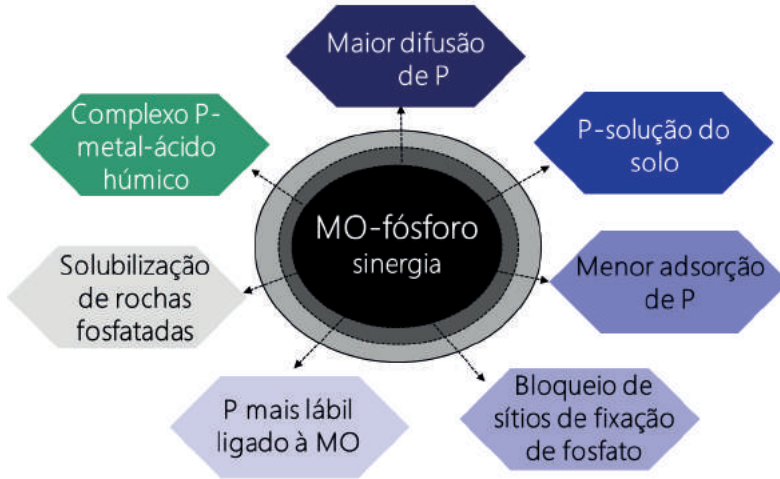 Maior difusão
de P
Complexo P-
metal-ácido
húmico
P-solução do
solo
MO-fósforo
sinergia
Solubilização
de rochas
fosfatadas
Menor adsorção
de P
P mais lábil
ligado à MO
Bloqueio de
sítios de fixação
de fosfato